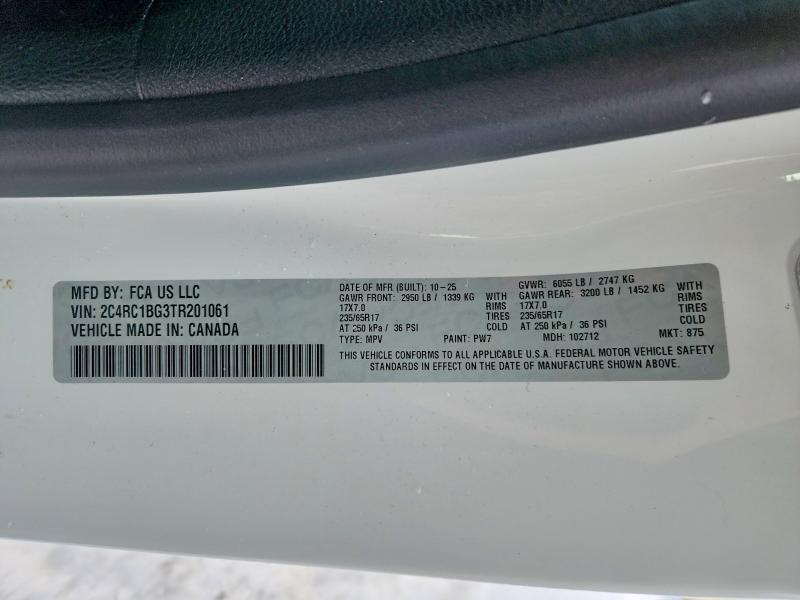 MFD BY: FCA US LLC
VIN: 2C4RC1BG3TR201061
VEHICLE MADE IN: CANADA
DATE OF MFR (BUILT): 10-25
GAWR FRONT: 2950 LB / 1339 KG WITH
17X7.0 RIMS
235/65R17 TIRES
AT 250 kPa / 36 PSI COLD
GVWR: 6055 LB / 2747 KG
GAWR REAR: 3200 LB / 1452 KG WITH
17X7.0 RIMS
235/65R17 TIRES
AT 250 kPa / 36 PSI COLD
TYPE: MPV PAINT: PW7 MDH: 102712 MKT: 875
THIS VEHICLE CONFORMS TO ALL APPLICABLE U.S.A. FEDERAL MOTOR VEHICLE SAFETY
STANDARDS IN EFFECT ON THE DATE OF MANUFACTURE SHOWN ABOVE.